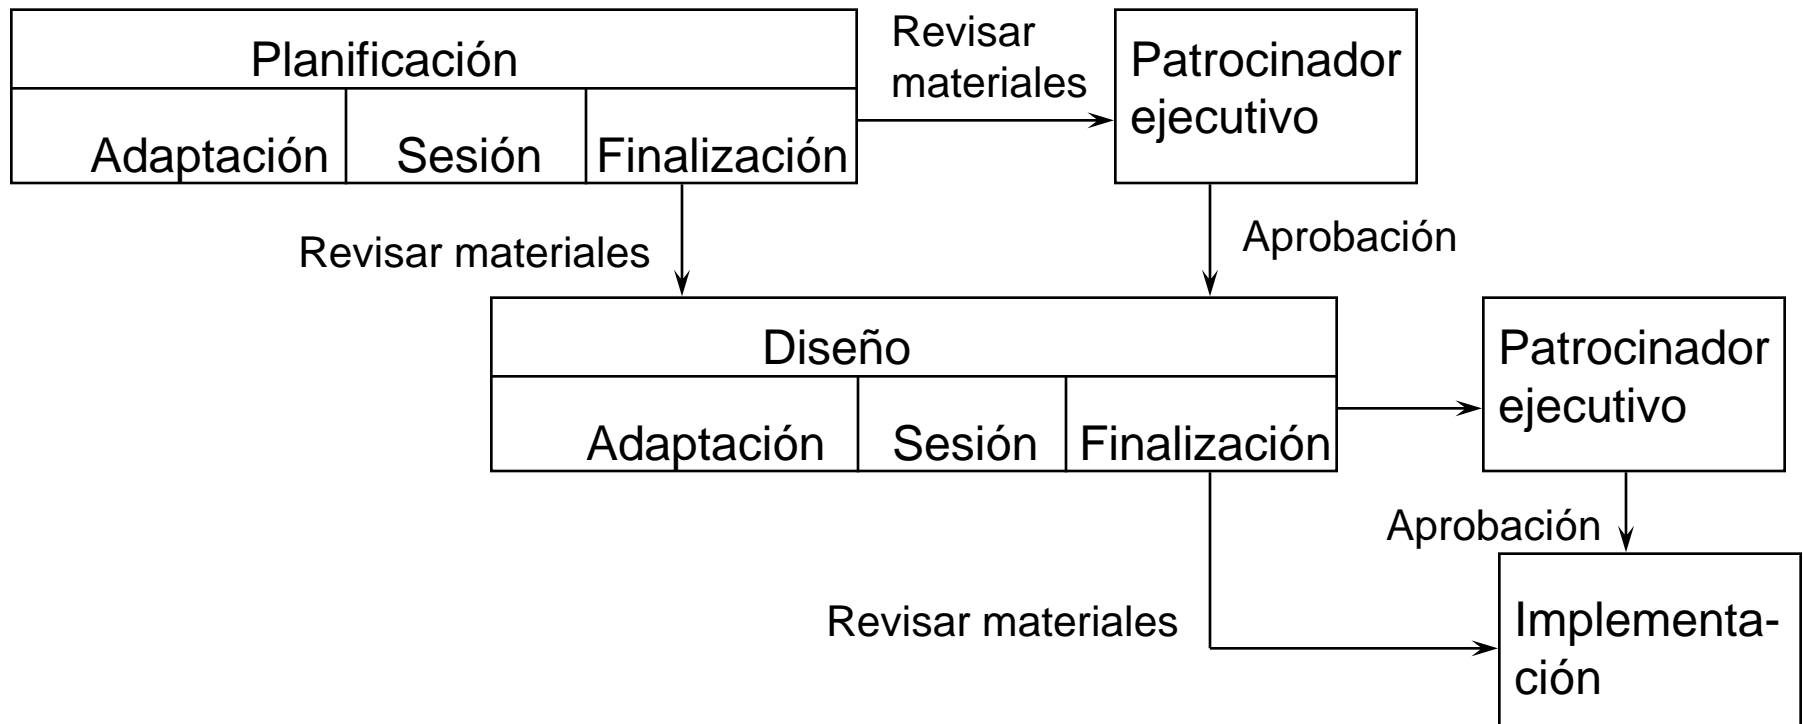 Planificación
Adaptación
Sesión
Finalización
Revisar
materiales
Patrocinador
ejecutivo
Revisar materiales
Aprobación
Diseño
Adaptación
Sesión
Finalización
Patrocinador
ejecutivo
Aprobación
Revisar materiales
Implementa-
ción